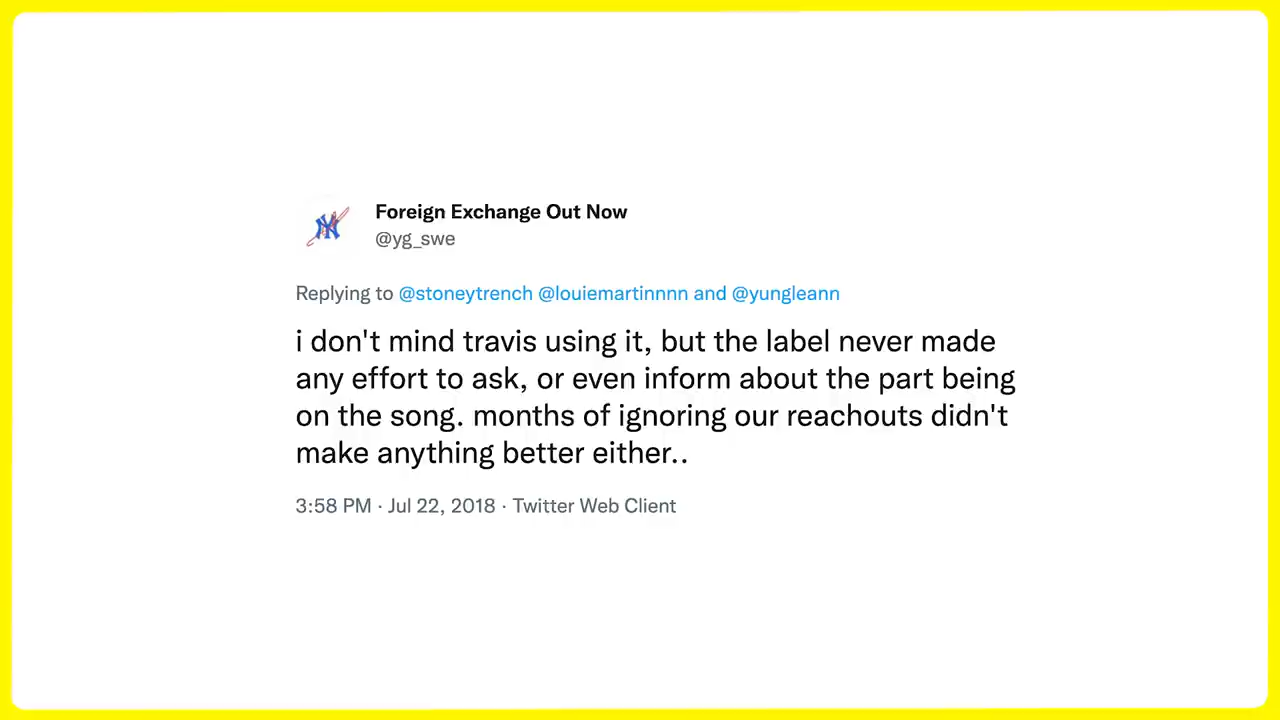 Foreign Exchange Out Now
@yg_swe
Replying to @stoneytrench @louiemartinnnn and @yungleann
i don't mind travis using it, but the label never made
any effort to ask, or even inform about the part being
on the song. months of ignoring our reachouts didn't
make anything better either..
3:58 PM · Jul 22, 2018 · Twitter Web Client